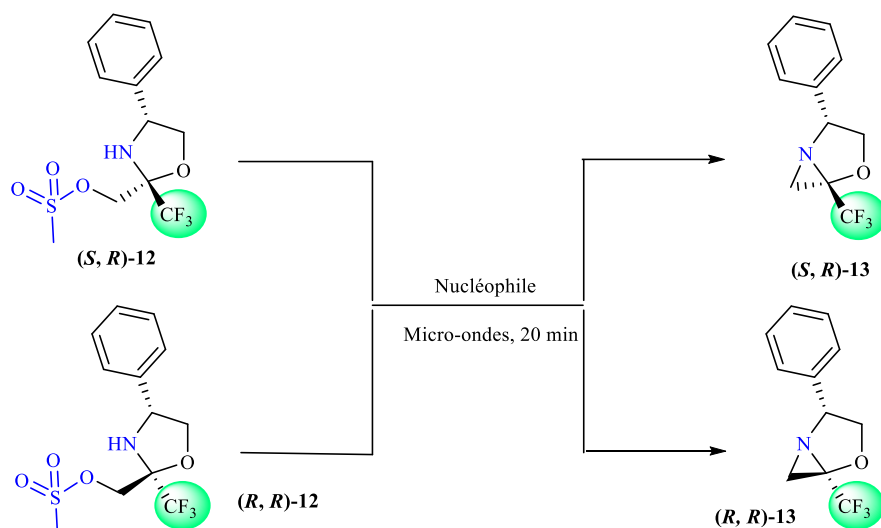 HN
O
O
O
S
O
CF3
(S, R)-12
N
O
CF3
(S, R)-13
Nucléophile
Micro-ondes, 20 min
HN
O
O
O
S
O
CF3
(R, R)-12
N
O
CF3
(R, R)-13